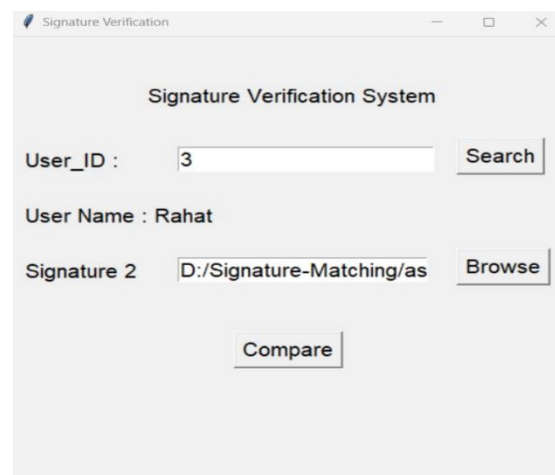 Signature Verification
Signature Verification System
User_ID : 3 Search
User Name : Rahat
Signature 2 D:/Signature-Matching/as Browse
Compare